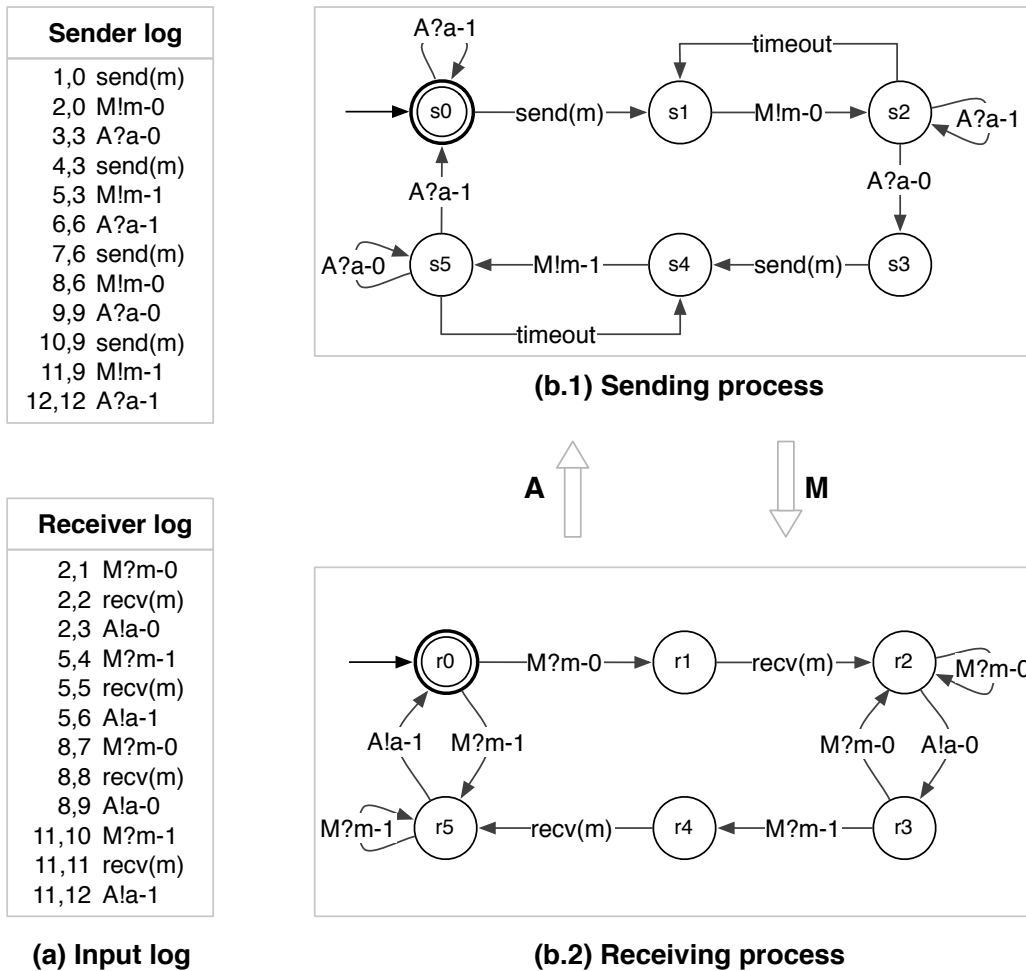 Sender log
1,0 send(m)
2,0 M!m-0
3,3 A?a-0
4,3 send(m)
5,3 M!m-1
6,6 A?a-1
7,6 send(m)
8,6 M!m-0
9,9 A?a-0
10,9 send(m)
11,9 M!m-1
12,12 A?a-1
Receiver log
2,1 M?m-0
2,2 recv(m)
2,3 A!a-0
5,4 M?m-1
5,5 recv(m)
5,6 A!a-1
8,7 M?m-0
8,8 recv(m)
8,9 A!a-0
11,10 M?m-1
11,11 recv(m)
11,12 A!a-1
(a) Input log
A?a-1
timeout
s0 send(m) s1 M!m-0 s2
A?a-1
A?a-1
A?a-0
A?a-0
s5 M!m-1 s4 send(m) s3
timeout
(b.1) Sending process
A
M
r0 M?m-0 r1 recv(m) r2 M?m-0
A!a-1 M?m-1 M?m-0 A!a-0
M?m-1 r5 recv(m) r4 M?m-1 r3
(b.2) Receiving process